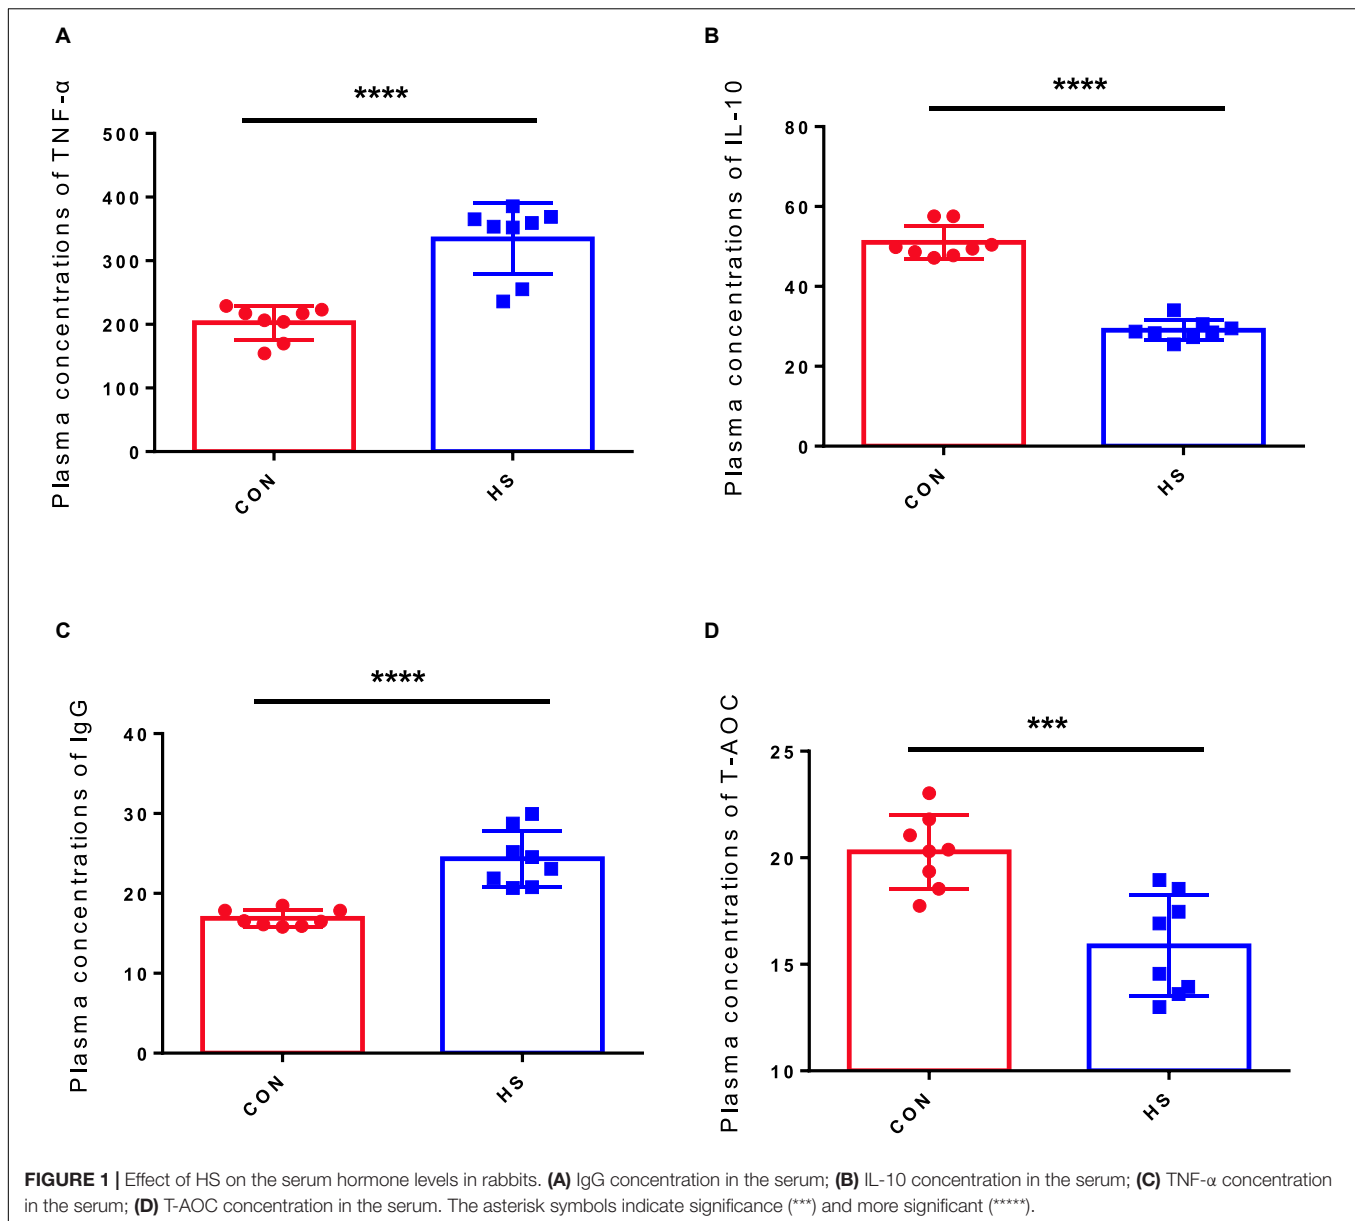 A
Plasma concentrations of TNF-α
****
500
400
300
200
100
0
CON
HS
B
Plasma concentrations of IL-10
****
80
60
40
20
0
CON
HS
C
Plasma concentrations of IgG
****
40
30
20
10
0
CON
HS
D
Plasma concentrations of T-AOC
***
25
20
15
10
CON
HS
FIGURE 1 | Effect of HS on the serum hormone levels in rabbits. (A) IgG concentration in the serum; (B) IL-10 concentration in the serum; (C) TNF-α concentration
in the serum; (D) T-AOC concentration in the serum. The asterisk symbols indicate significance (***) and more significant (*****).